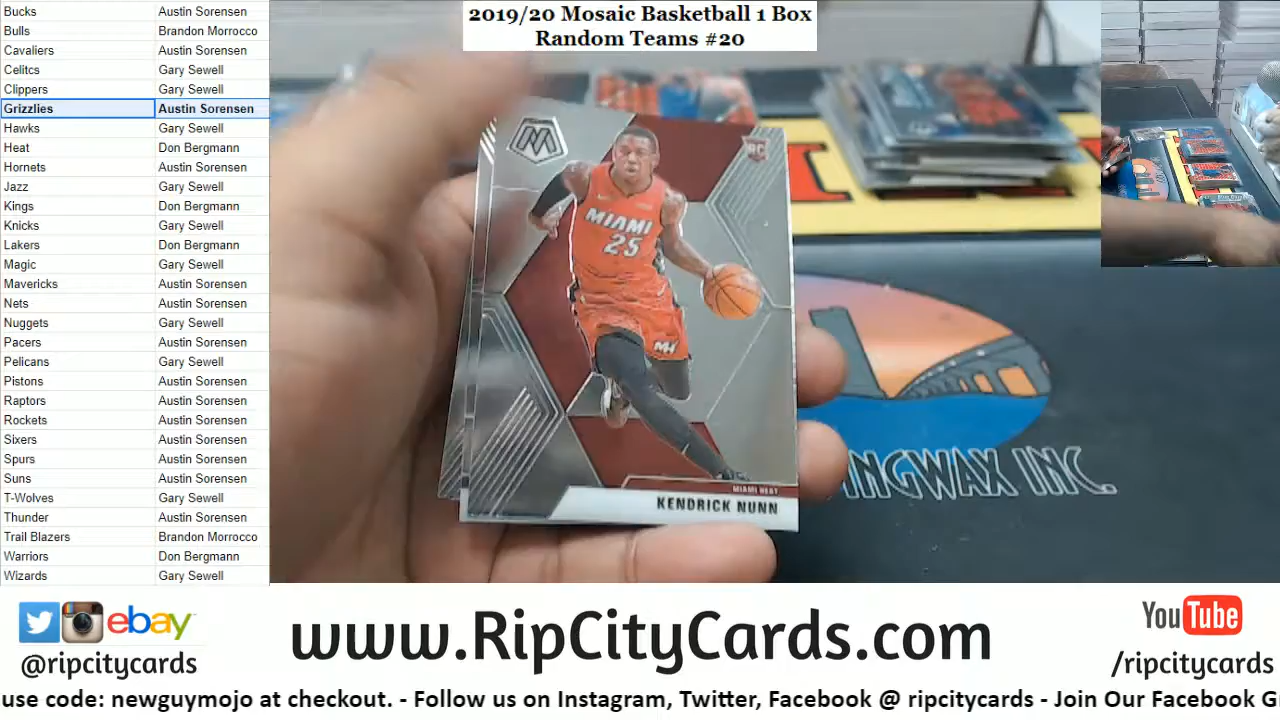 Bucks Austin Sorensen
Bulls Brandon Morrocco
Cavaliers Austin Sorensen
Celitcs Gary Sewell
Clippers Gary Sewell
Grizzlies Austin Sorensen
Hawks Gary Sewell
Heat Don Bergmann
Hornets Austin Sorensen
Jazz Gary Sewell
Kings Don Bergmann
Knicks Gary Sewell
Lakers Don Bergmann
Magic Gary Sewell
Mavericks Austin Sorensen
Nets Austin Sorensen
Nuggets Gary Sewell
Pacers Austin Sorensen
Pelicans Gary Sewell
Pistons Austin Sorensen
Raptors Austin Sorensen
Rockets Austin Sorensen
Sixers Austin Sorensen
Spurs Austin Sorensen
Suns Austin Sorensen
T-Wolves Gary Sewell
Thunder Austin Sorensen
Trail Blazers Brandon Morrocco
Warriors Don Bergmann
Wizards Gary Sewell
2019/20 Mosaic Basketball 1 Box
Random Teams #20
RC
MIAMI
25
MIAMI HEAT
KENDRICK NUNN
INGWAX INC.
ebay
@ripcitycards
www.RipCityCards.com
YouTube
/ripcitycards
use code: newguymojo at checkout. - Follow us on Instagram, Twitter, Facebook @ ripcitycards - Join Our Facebook G